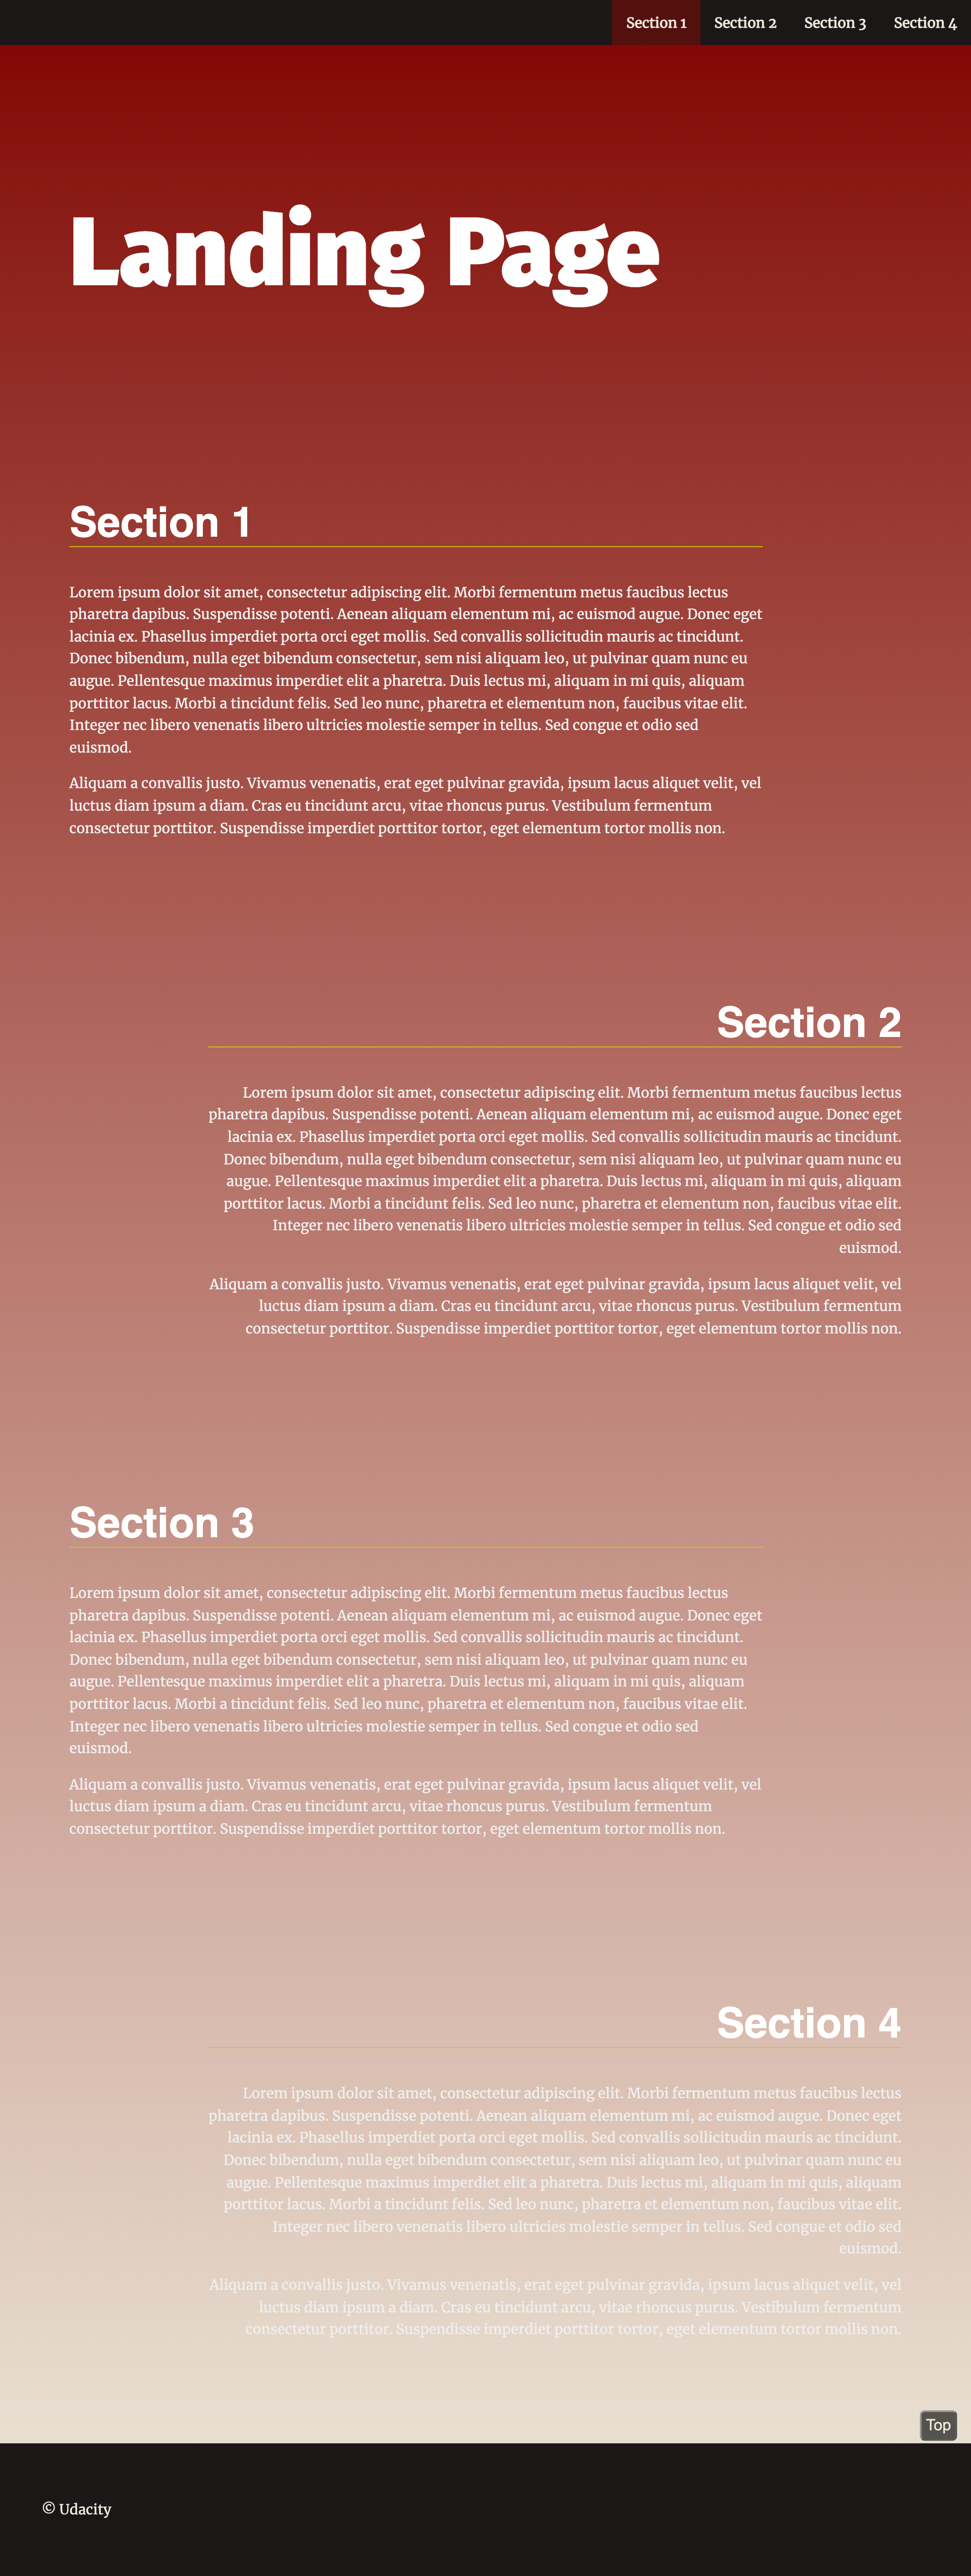 Section 1 Section 2 Section 3 Section 4
Landing Page
Section 1
Lorem ipsum dolor sit amet, consectetur adipiscing elit. Morbi fermentum metus faucibus lectus
pharetra dapibus. Suspendisse potenti. Aenean aliquam elementum mi, ac euismod augue. Donec eget
lacinia ex. Phasellus imperdiet porta orci eget mollis. Sed convallis sollicitudin mauris ac tincidunt.
Donec bibendum, nulla eget bibendum consectetur, sem nisi aliquam leo, ut pulvinar quam nunc eu
augue. Pellentesque maximus imperdiet elit a pharetra. Duis lectus mi, aliquam in mi quis, aliquam
porttitor lacus. Morbi a tincidunt felis. Sed leo nunc, pharetra et elementum non, faucibus vitae elit.
Integer nec libero venenatis libero ultricies molestie semper in tellus. Sed congue et odio sed
euismod.
Aliquam a convallis justo. Vivamus venenatis, erat eget pulvinar gravida, ipsum lacus aliquet velit, vel
luctus diam ipsum a diam. Cras eu tincidunt arcu, vitae rhoncus purus. Vestibulum fermentum
consectetur porttitor. Suspendisse imperdiet porttitor tortor, eget elementum tortor mollis non.
Section 2
Lorem ipsum dolor sit amet, consectetur adipiscing elit. Morbi fermentum metus faucibus lectus
pharetra dapibus. Suspendisse potenti. Aenean aliquam elementum mi, ac euismod augue. Donec eget
lacinia ex. Phasellus imperdiet porta orci eget mollis. Sed convallis sollicitudin mauris ac tincidunt.
Donec bibendum, nulla eget bibendum consectetur, sem nisi aliquam leo, ut pulvinar quam nunc eu
augue. Pellentesque maximus imperdiet elit a pharetra. Duis lectus mi, aliquam in mi quis, aliquam
porttitor lacus. Morbi a tincidunt felis. Sed leo nunc, pharetra et elementum non, faucibus vitae elit.
Integer nec libero venenatis libero ultricies molestie semper in tellus. Sed congue et odio sed
euismod.
Aliquam a convallis justo. Vivamus venenatis, erat eget pulvinar gravida, ipsum lacus aliquet velit, vel
luctus diam ipsum a diam. Cras eu tincidunt arcu, vitae rhoncus purus. Vestibulum fermentum
consectetur porttitor. Suspendisse imperdiet porttitor tortor, eget elementum tortor mollis non.
Section 3
Lorem ipsum dolor sit amet, consectetur adipiscing elit. Morbi fermentum metus faucibus lectus
pharetra dapibus. Suspendisse potenti. Aenean aliquam elementum mi, ac euismod augue. Donec eget
lacinia ex. Phasellus imperdiet porta orci eget mollis. Sed convallis sollicitudin mauris ac tincidunt.
Donec bibendum, nulla eget bibendum consectetur, sem nisi aliquam leo, ut pulvinar quam nunc eu
augue. Pellentesque maximus imperdiet elit a pharetra. Duis lectus mi, aliquam in mi quis, aliquam
porttitor lacus. Morbi a tincidunt felis. Sed leo nunc, pharetra et elementum non, faucibus vitae elit.
Integer nec libero venenatis libero ultricies molestie semper in tellus. Sed congue et odio sed
euismod.
Aliquam a convallis justo. Vivamus venenatis, erat eget pulvinar gravida, ipsum lacus aliquet velit, vel
luctus diam ipsum a diam. Cras eu tincidunt arcu, vitae rhoncus purus. Vestibulum fermentum
consectetur porttitor. Suspendisse imperdiet porttitor tortor, eget elementum tortor mollis non.
Section 4
Lorem ipsum dolor sit amet, consectetur adipiscing elit. Morbi fermentum metus faucibus lectus
pharetra dapibus. Suspendisse potenti. Aenean aliquam elementum mi, ac euismod augue. Donec eget
lacinia ex. Phasellus imperdiet porta orci eget mollis. Sed convallis sollicitudin mauris ac tincidunt.
Donec bibendum, nulla eget bibendum consectetur, sem nisi aliquam leo, ut pulvinar quam nunc eu
augue. Pellentesque maximus imperdiet elit a pharetra. Duis lectus mi, aliquam in mi quis, aliquam
porttitor lacus. Morbi a tincidunt felis. Sed leo nunc, pharetra et elementum non, faucibus vitae elit.
Integer nec libero venenatis libero ultricies molestie semper in tellus. Sed congue et odio sed
euismod.
Aliquam a convallis justo. Vivamus venenatis, erat eget pulvinar gravida, ipsum lacus aliquet velit, vel
luctus diam ipsum a diam. Cras eu tincidunt arcu, vitae rhoncus purus. Vestibulum fermentum
consectetur porttitor. Suspendisse imperdiet porttitor tortor, eget elementum tortor mollis non.
Top
© Udacity